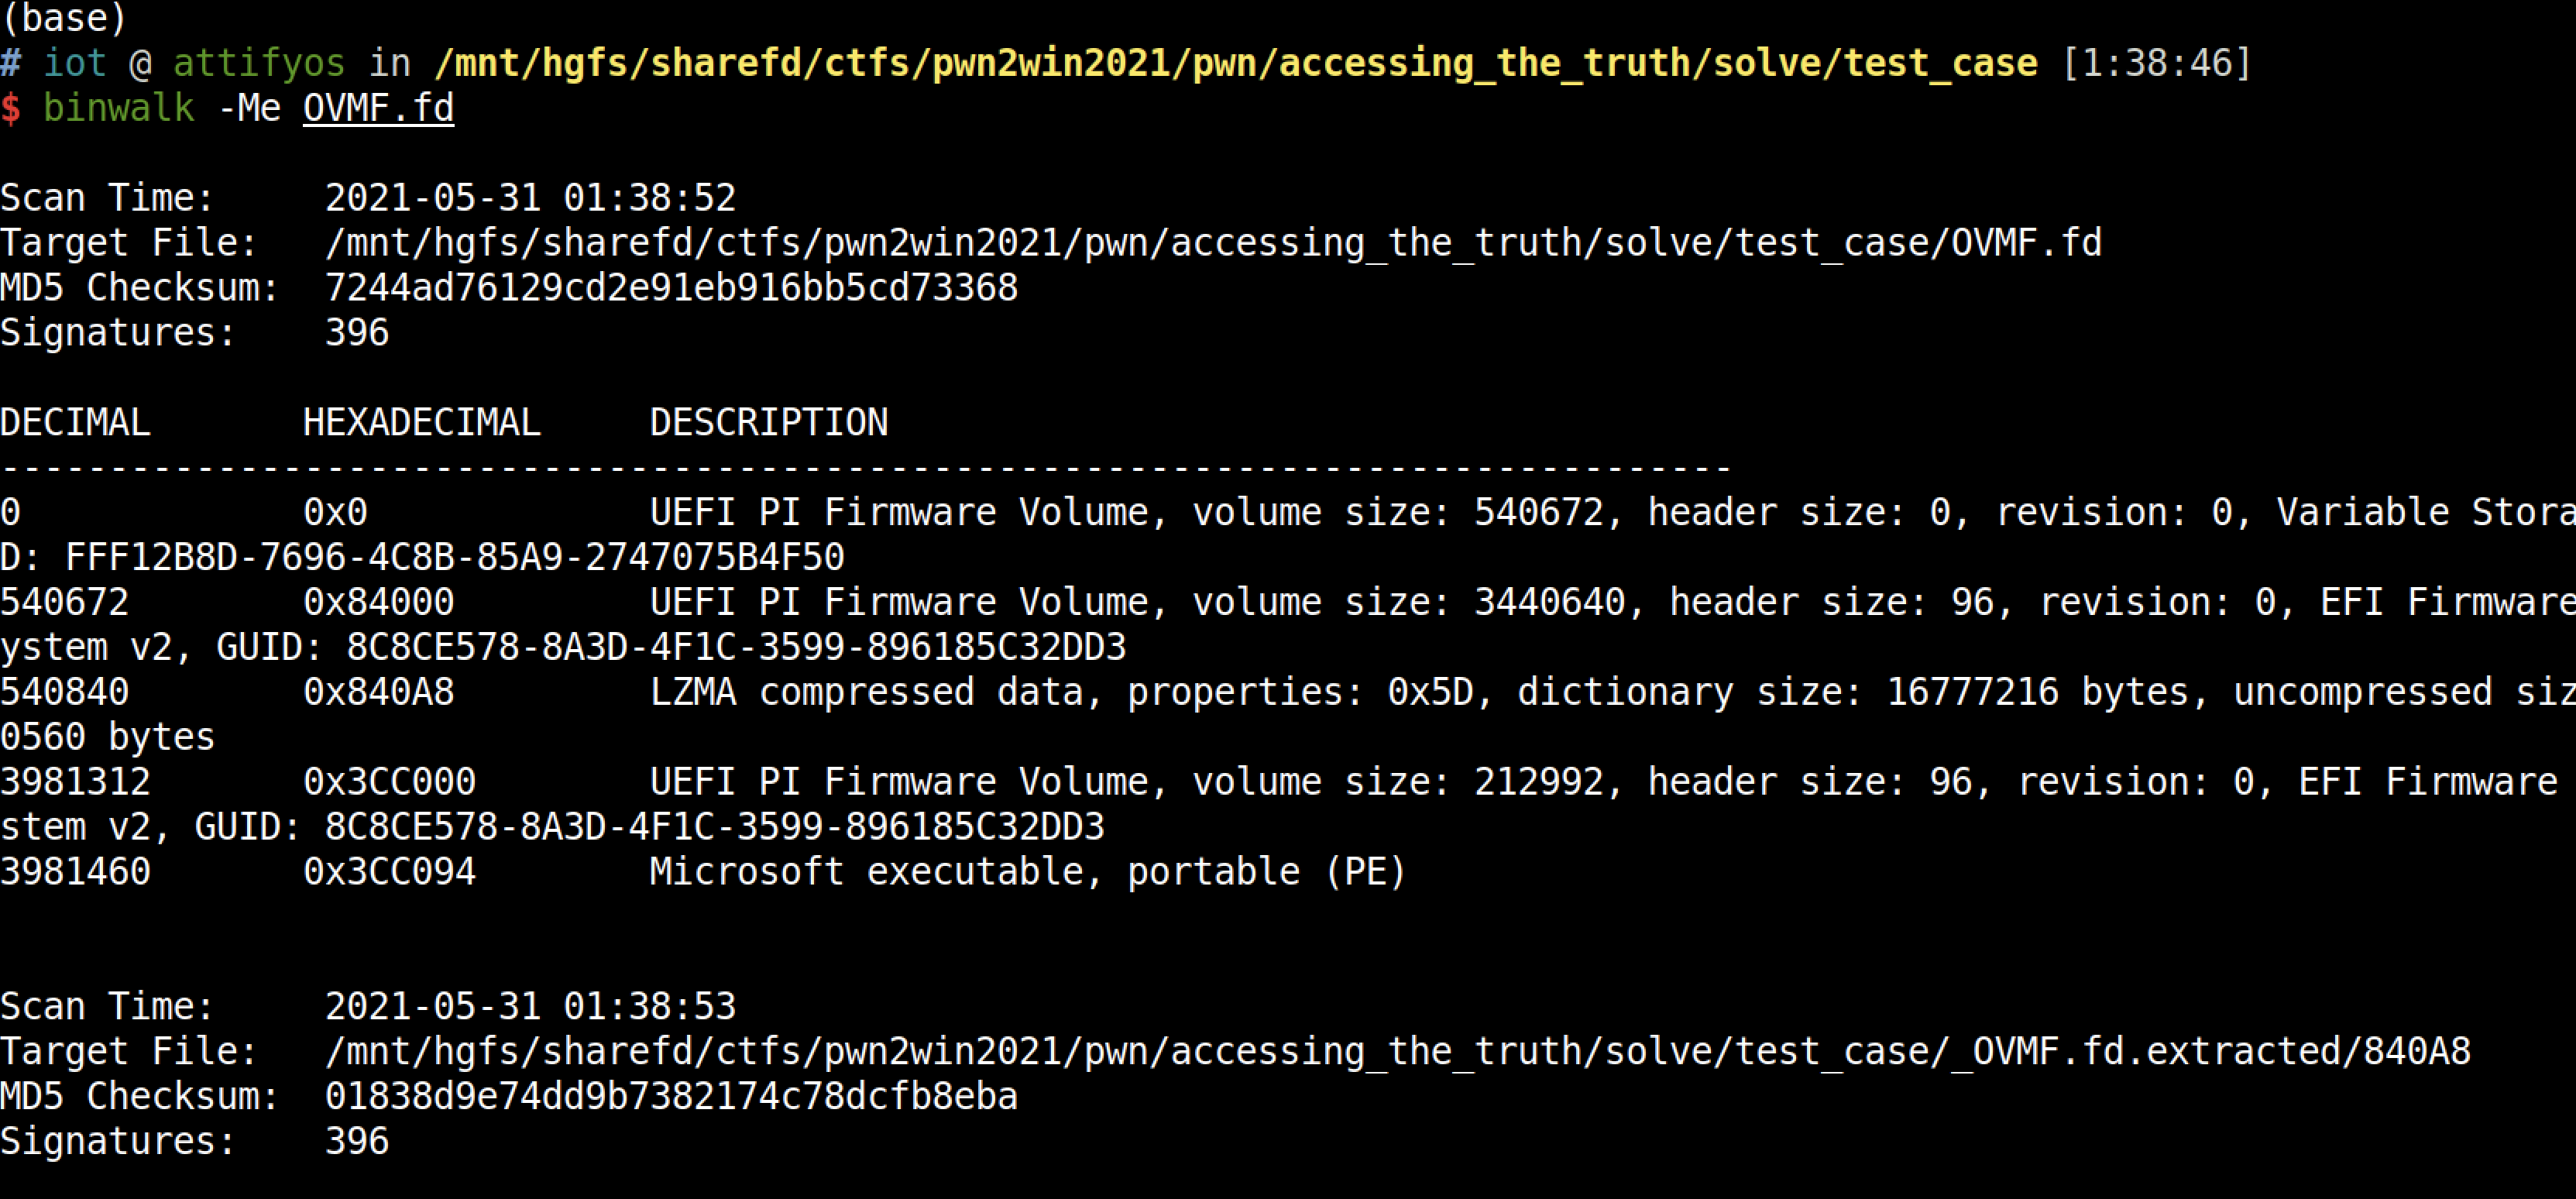 (base)
# iot @ attifyos in /mnt/hgfs/sharefd/ctfs/pwn2win2021/pwn/accessing_the_truth/solve/test_case [1:38:46]
$ binwalk -Me OVMF.fd
Scan Time:     2021-05-31 01:38:52
Target File:   /mnt/hgfs/sharefd/ctfs/pwn2win2021/pwn/accessing_the_truth/solve/test_case/OVMF.fd
MD5 Checksum:  7244ad76129cd2e91eb916bb5cd73368
Signatures:    396
DECIMAL       HEXADECIMAL     DESCRIPTION
--------------------------------------------------------------------------------
0             0x0             UEFI PI Firmware Volume, volume size: 540672, header size: 0, revision: 0, Variable Stora
D: FFF12B8D-7696-4C8B-85A9-2747075B4F50
540672        0x84000         UEFI PI Firmware Volume, volume size: 3440640, header size: 96, revision: 0, EFI Firmware
ystem v2, GUID: 8C8CE578-8A3D-4F1C-3599-896185C32DD3
540840        0x840A8         LZMA compressed data, properties: 0x5D, dictionary size: 16777216 bytes, uncompressed siz
0560 bytes
3981312       0x3CC000        UEFI PI Firmware Volume, volume size: 212992, header size: 96, revision: 0, EFI Firmware
stem v2, GUID: 8C8CE578-8A3D-4F1C-3599-896185C32DD3
3981460       0x3CC094        Microsoft executable, portable (PE)
Scan Time:     2021-05-31 01:38:53
Target File:   /mnt/hgfs/sharefd/ctfs/pwn2win2021/pwn/accessing_the_truth/solve/test_case/_OVMF.fd.extracted/840A8
MD5 Checksum:  01838d9e74dd9b7382174c78dcfb8eba
Signatures:    396